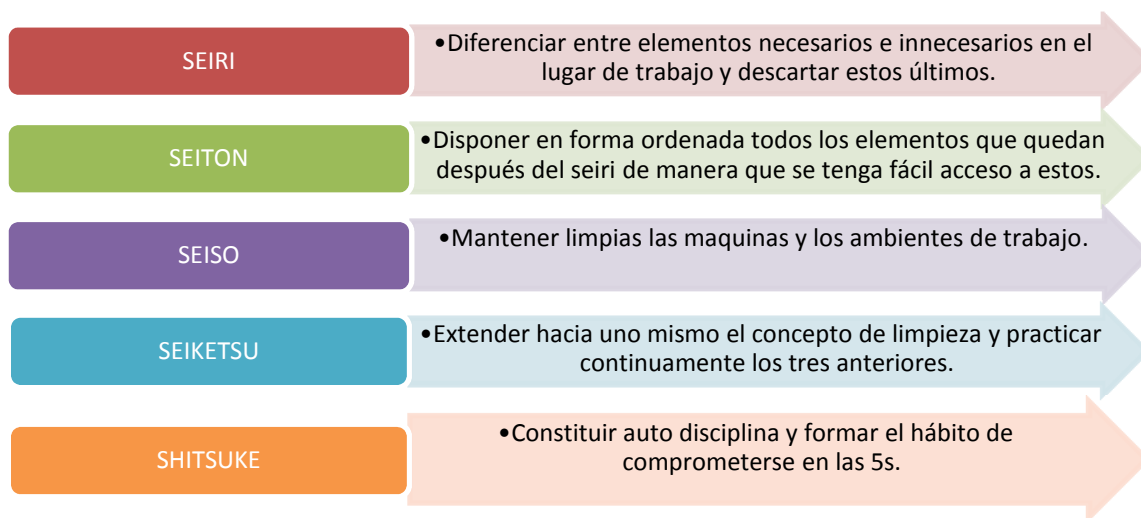 SEIRI
•Diferenciar entre elementos necesarios e innecesarios en el
lugar de trabajo y descartar estos últimos.
SEITON
•Disponer en forma ordenada todos los elementos que quedan
después del seiri de manera que se tenga fácil acceso a estos.
SEISO
•Mantener limpias las maquinas y los ambientes de trabajo.
SEIKETSU
•Extender hacia uno mismo el concepto de limpieza y practicar
continuamente los tres anteriores.
SHITSUKE
•Constituir auto disciplina y formar el hábito de
comprometerse en las 5s.